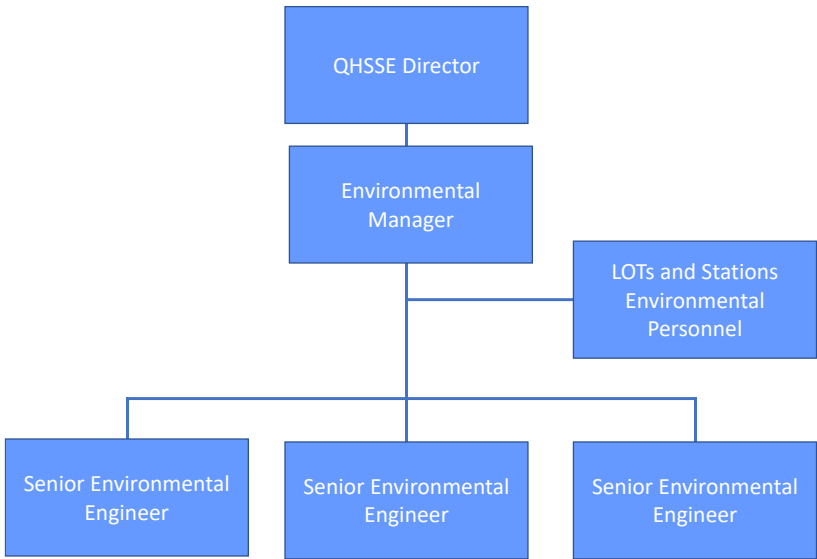 QHSSE Director
Environmental
Manager
LOTs and Stations
Environmental
Personnel
Senior Environmental
Engineer
Senior Environmental
Engineer
Senior Environmental
Engineer